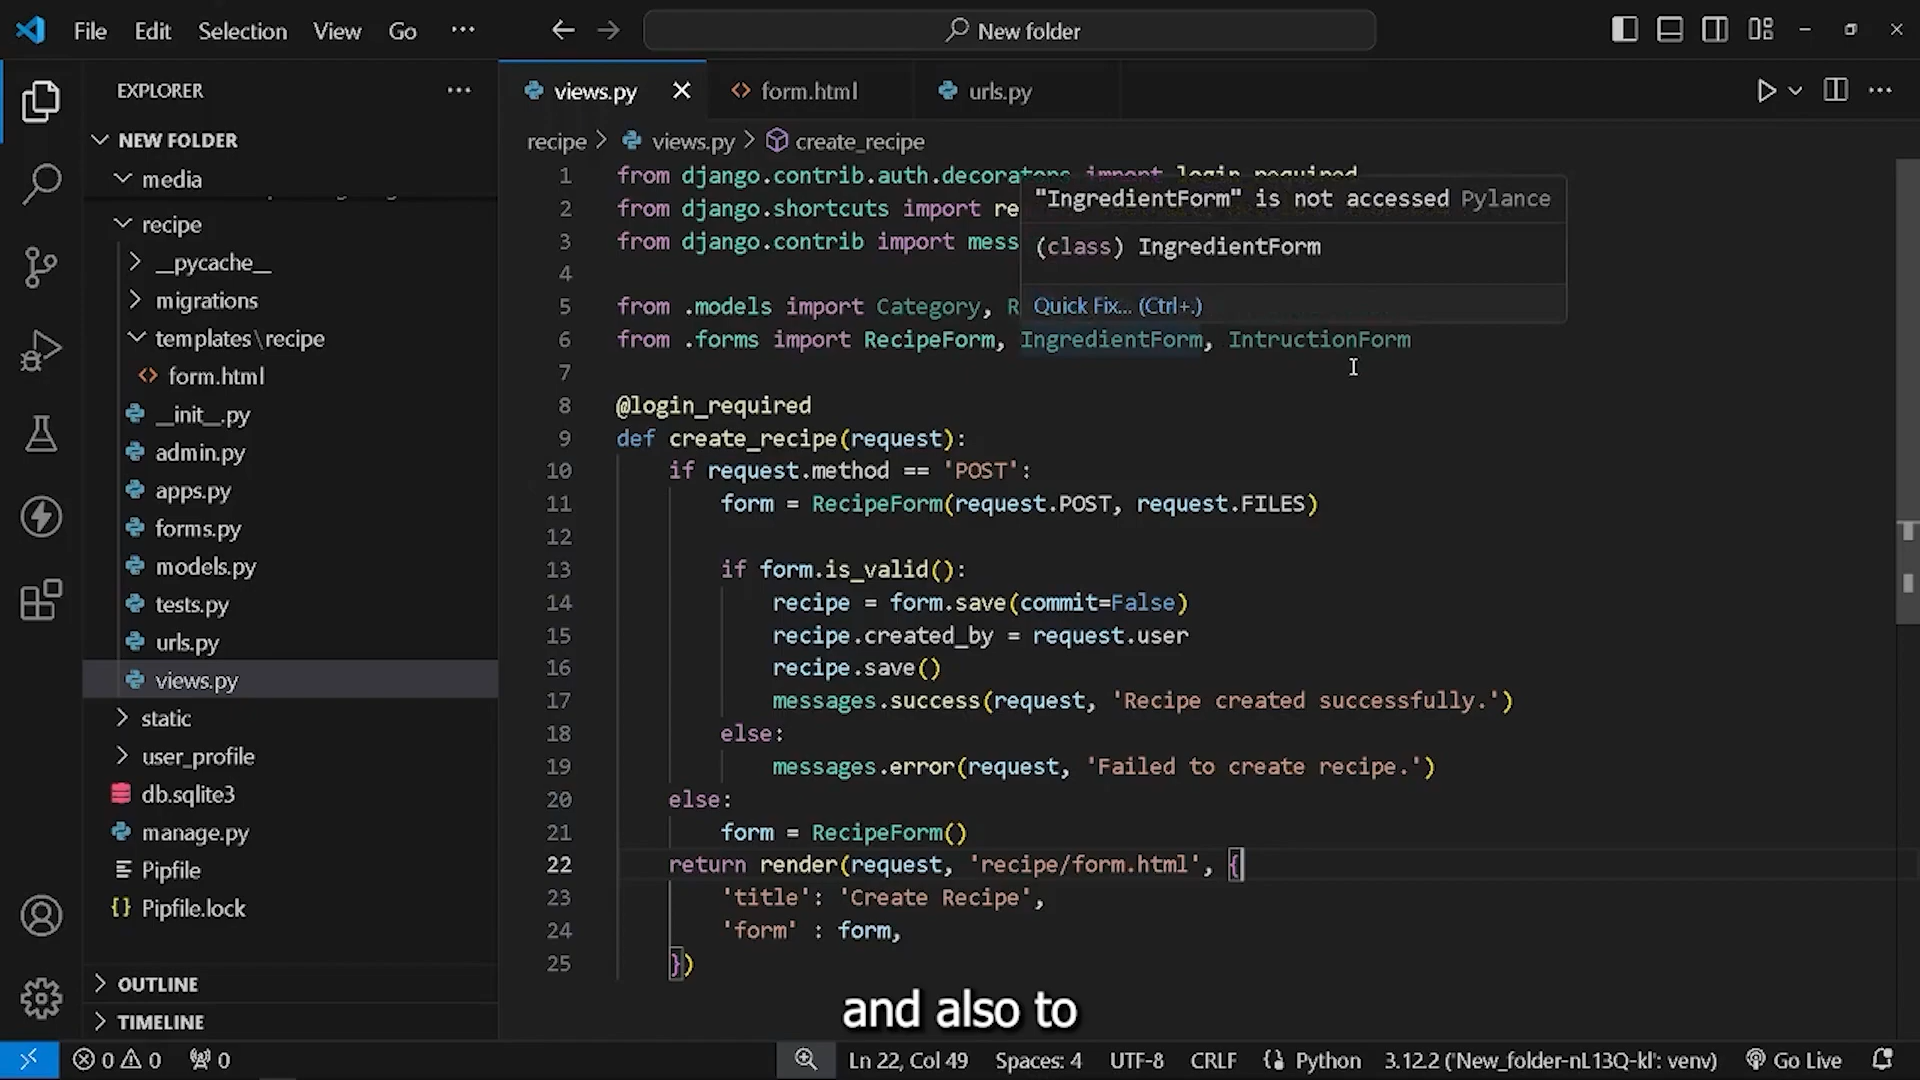 File Edit Selection View Go ... New folder
EXPLORER ...
NEW FOLDER
media
recipe
__pycache__
migrations
templates\recipe
form.html
__init__.py
admin.py
apps.py
forms.py
models.py
tests.py
urls.py
views.py
static
user_profile
db.sqlite3
manage.py
Pipfile
{} Pipfile.lock
OUTLINE
TIMELINE
views.py form.html urls.py
recipe > views.py > create_recipe
1 from django.contrib.auth.decorators import login_required
2 from django.shortcuts import re
3 from django.contrib import mess
4
5 from .models import Category, R
6 from .forms import RecipeForm, IngredientForm, IntructionForm
7
8 @login_required
9 def create_recipe(request):
10 if request.method == 'POST':
11 form = RecipeForm(request.POST, request.FILES)
12
13 if form.is_valid():
14 recipe = form.save(commit=False)
15 recipe.created_by = request.user
16 recipe.save()
17 messages.success(request, 'Recipe created successfully.')
18 else:
19 messages.error(request, 'Failed to create recipe.')
20 else:
21 form = RecipeForm()
22 return render(request, 'recipe/form.html', {
23 'title': 'Create Recipe',
24 'form' : form,
25 })
"IngredientForm" is not accessed Pylance
(class) IngredientForm
Quick Fix... (Ctrl+.)
and also to
0 0 0 Ln 22, Col 49 Spaces: 4 UTF-8 CRLF Python 3.12.2 ('New_folder-nL13Q-kl': venv) Go Live